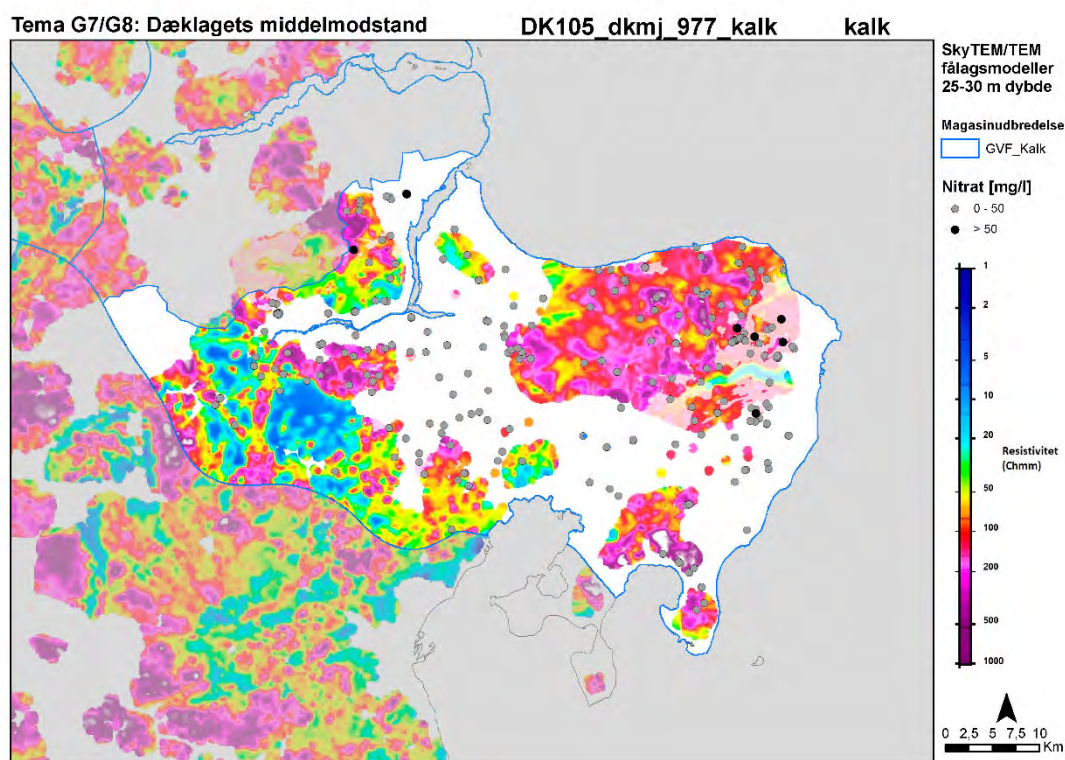 Tema G7/G8: Dæklagets middelmodstand DK105_dkmj_977_kalk kalk
SkyTEM/TEM
fålagsmodeller
25-30 m dybde
Magasinudbredelse
GVF_Kalk
Nitrat [mg/l]
0 - 50
> 50
1
2
5
10
20
Resistivitet
(Ohmm)
50
100
200
500
1000
0 2,5 5 7,5 10
Km